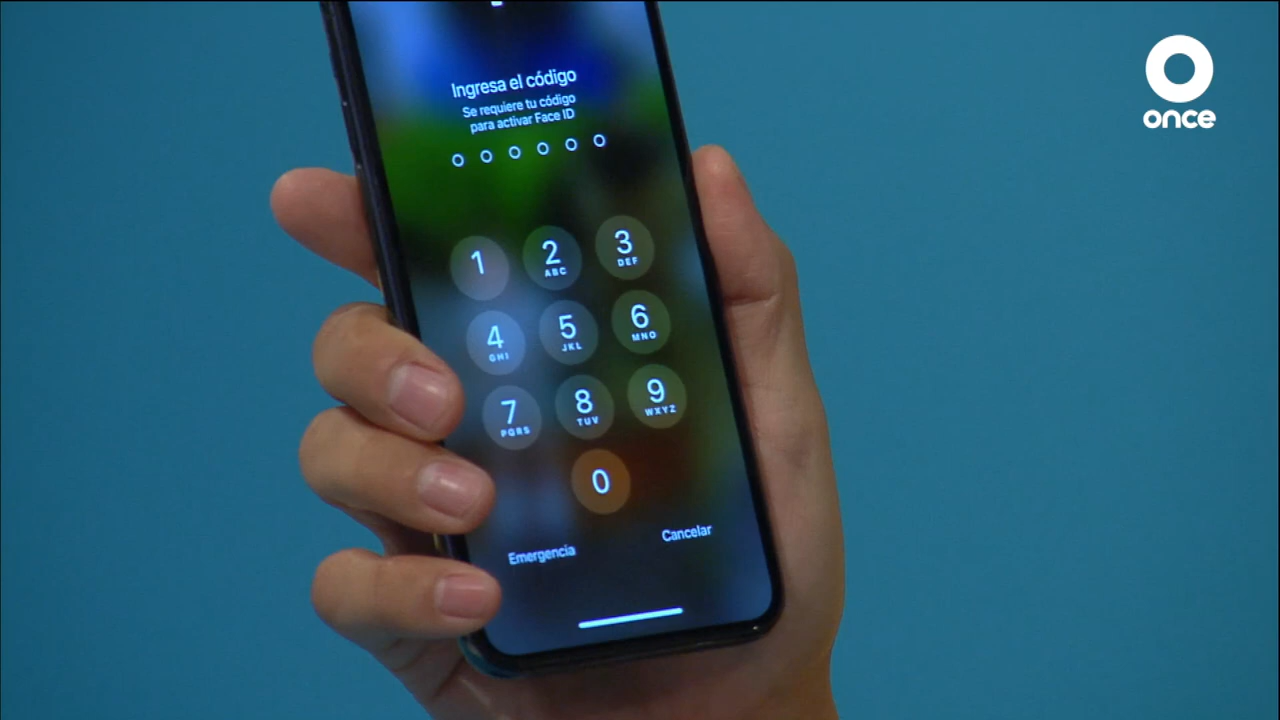 once
Ingresa el código
Se requiere tu código
para activar Face ID
1
2
ABC
3
DEF
4
GHI
5
JKL
6
MNO
7
PQRS
8
TUV
9
WXYZ
0
Emergencia
Cancelar